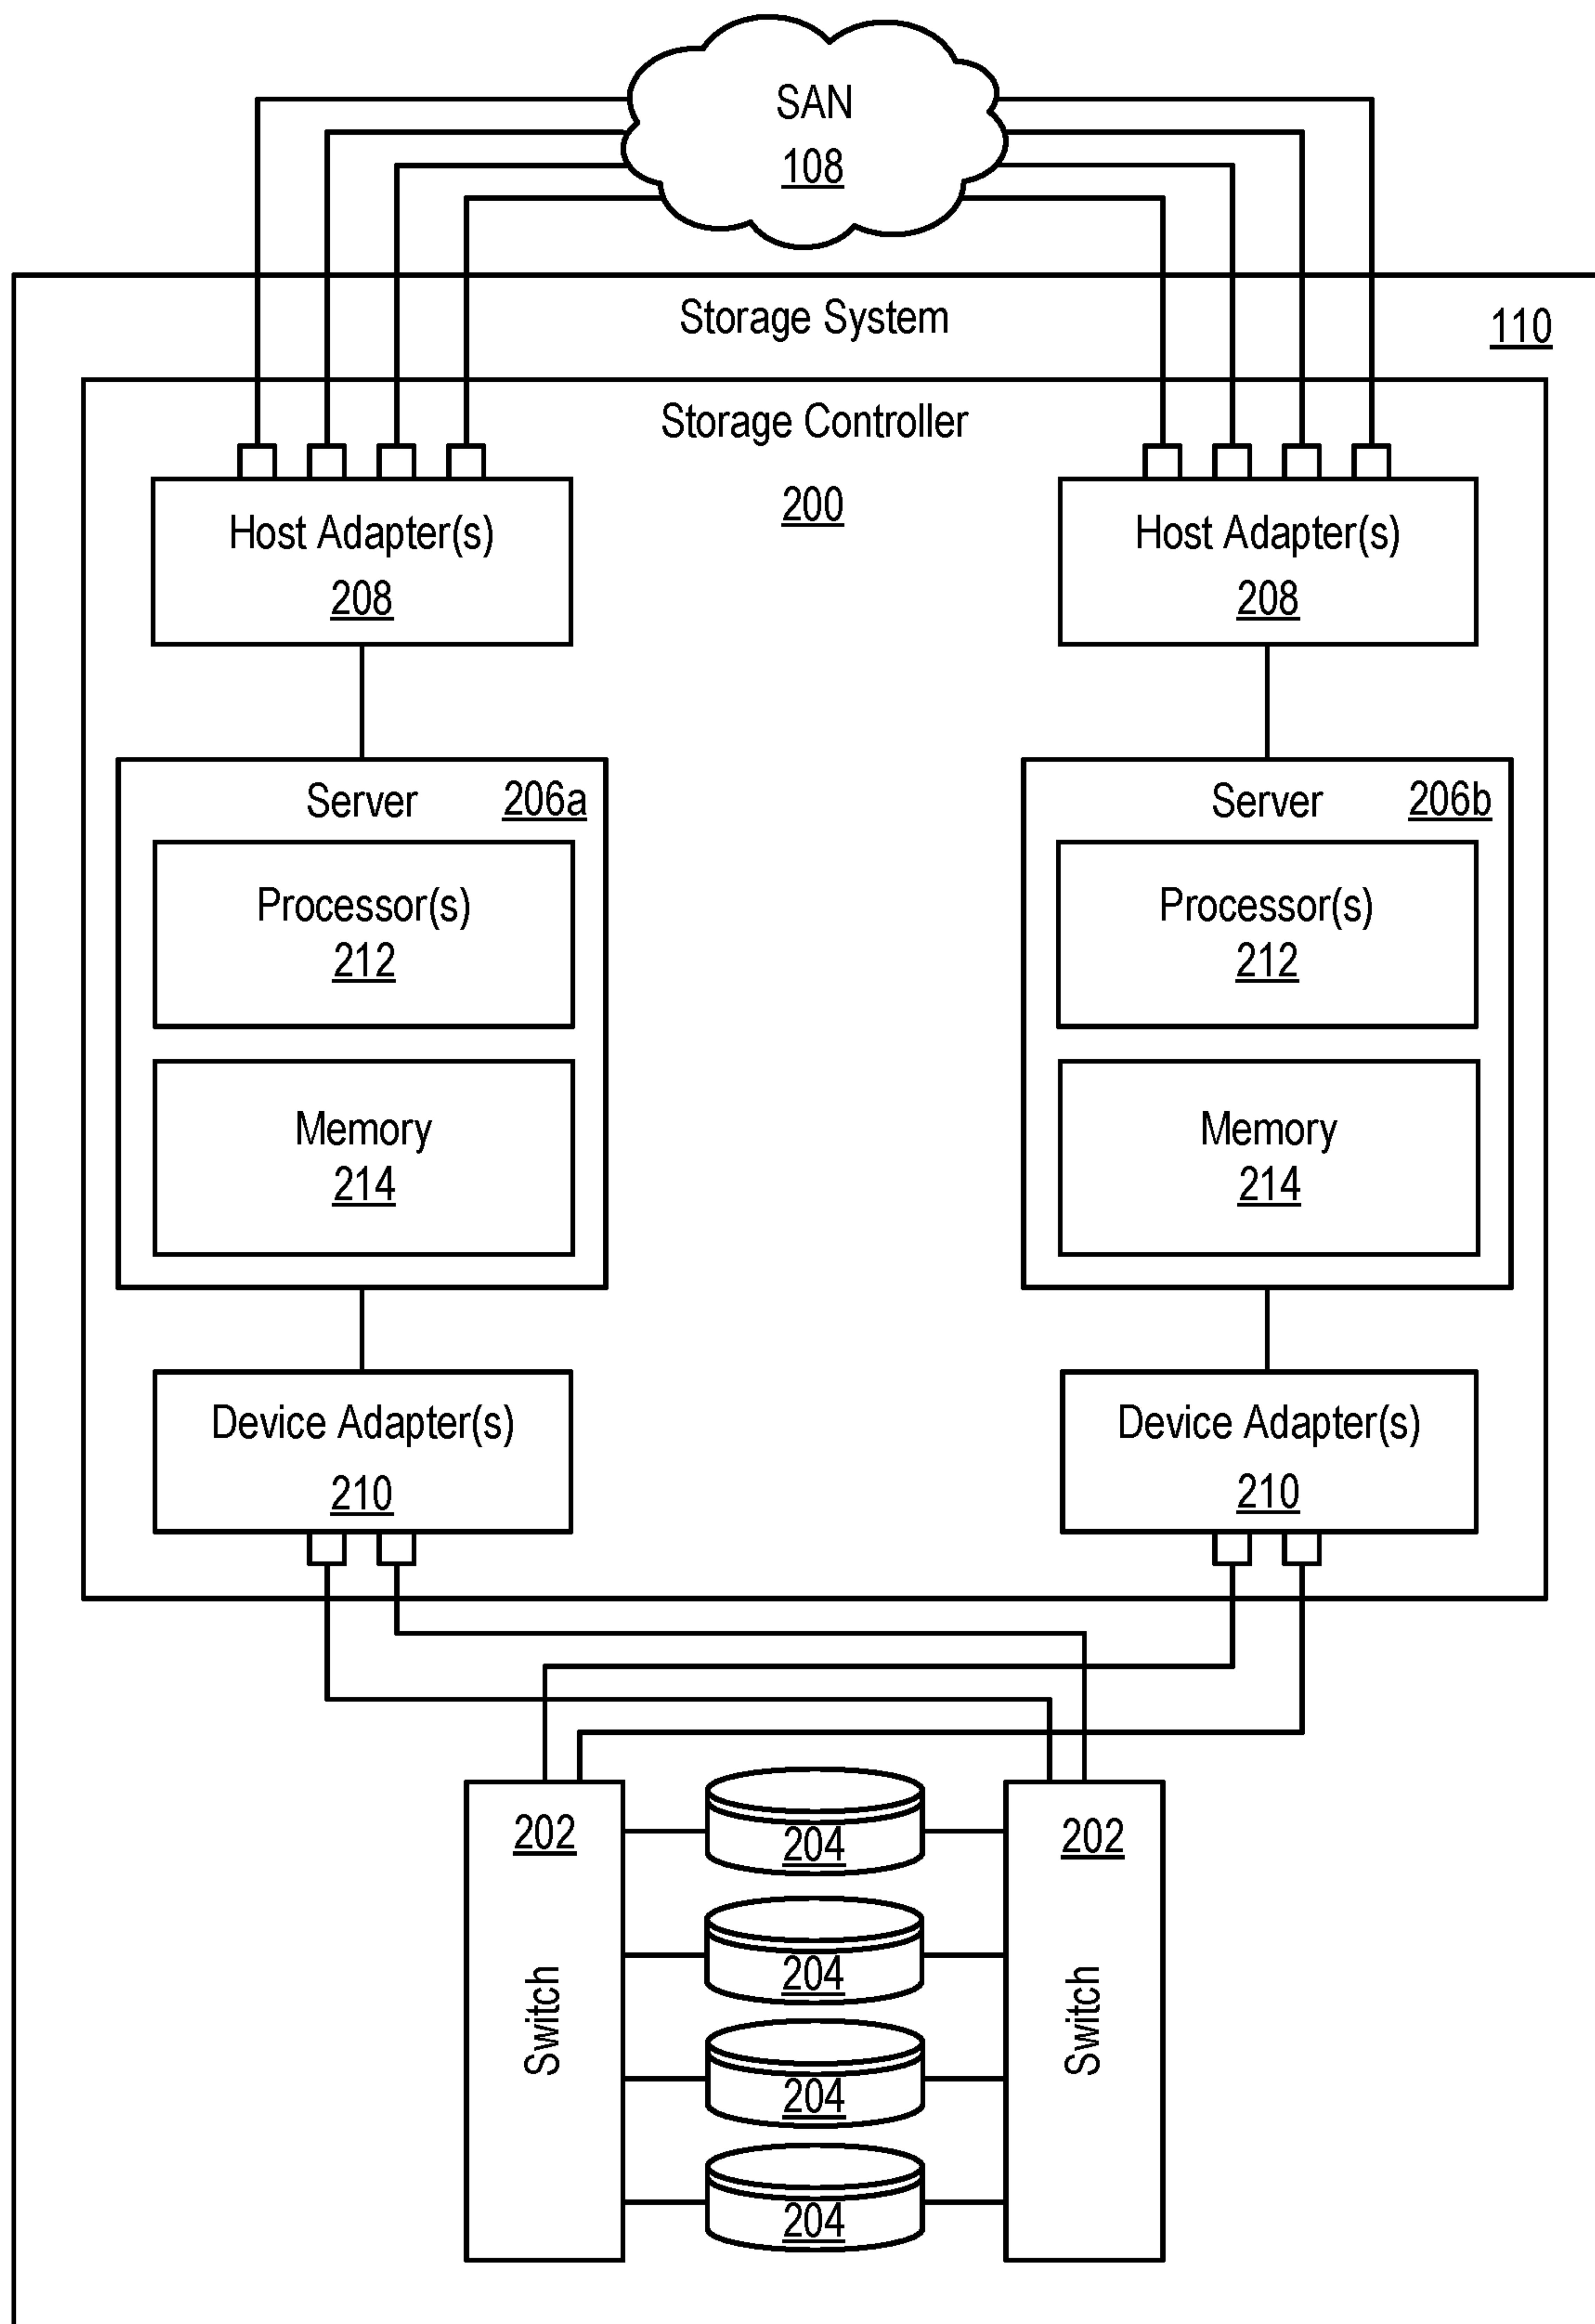 SAN
108
Storage System
110
Storage Controller
200
Host Adapter(s)
208
Host Adapter(s)
208
Server 206a
Processor(s)
212
Memory
214
Server 206b
Processor(s)
212
Memory
214
Device Adapter(s)
210
Device Adapter(s)
210
202
Switch
204
204
204
204
202
Switch